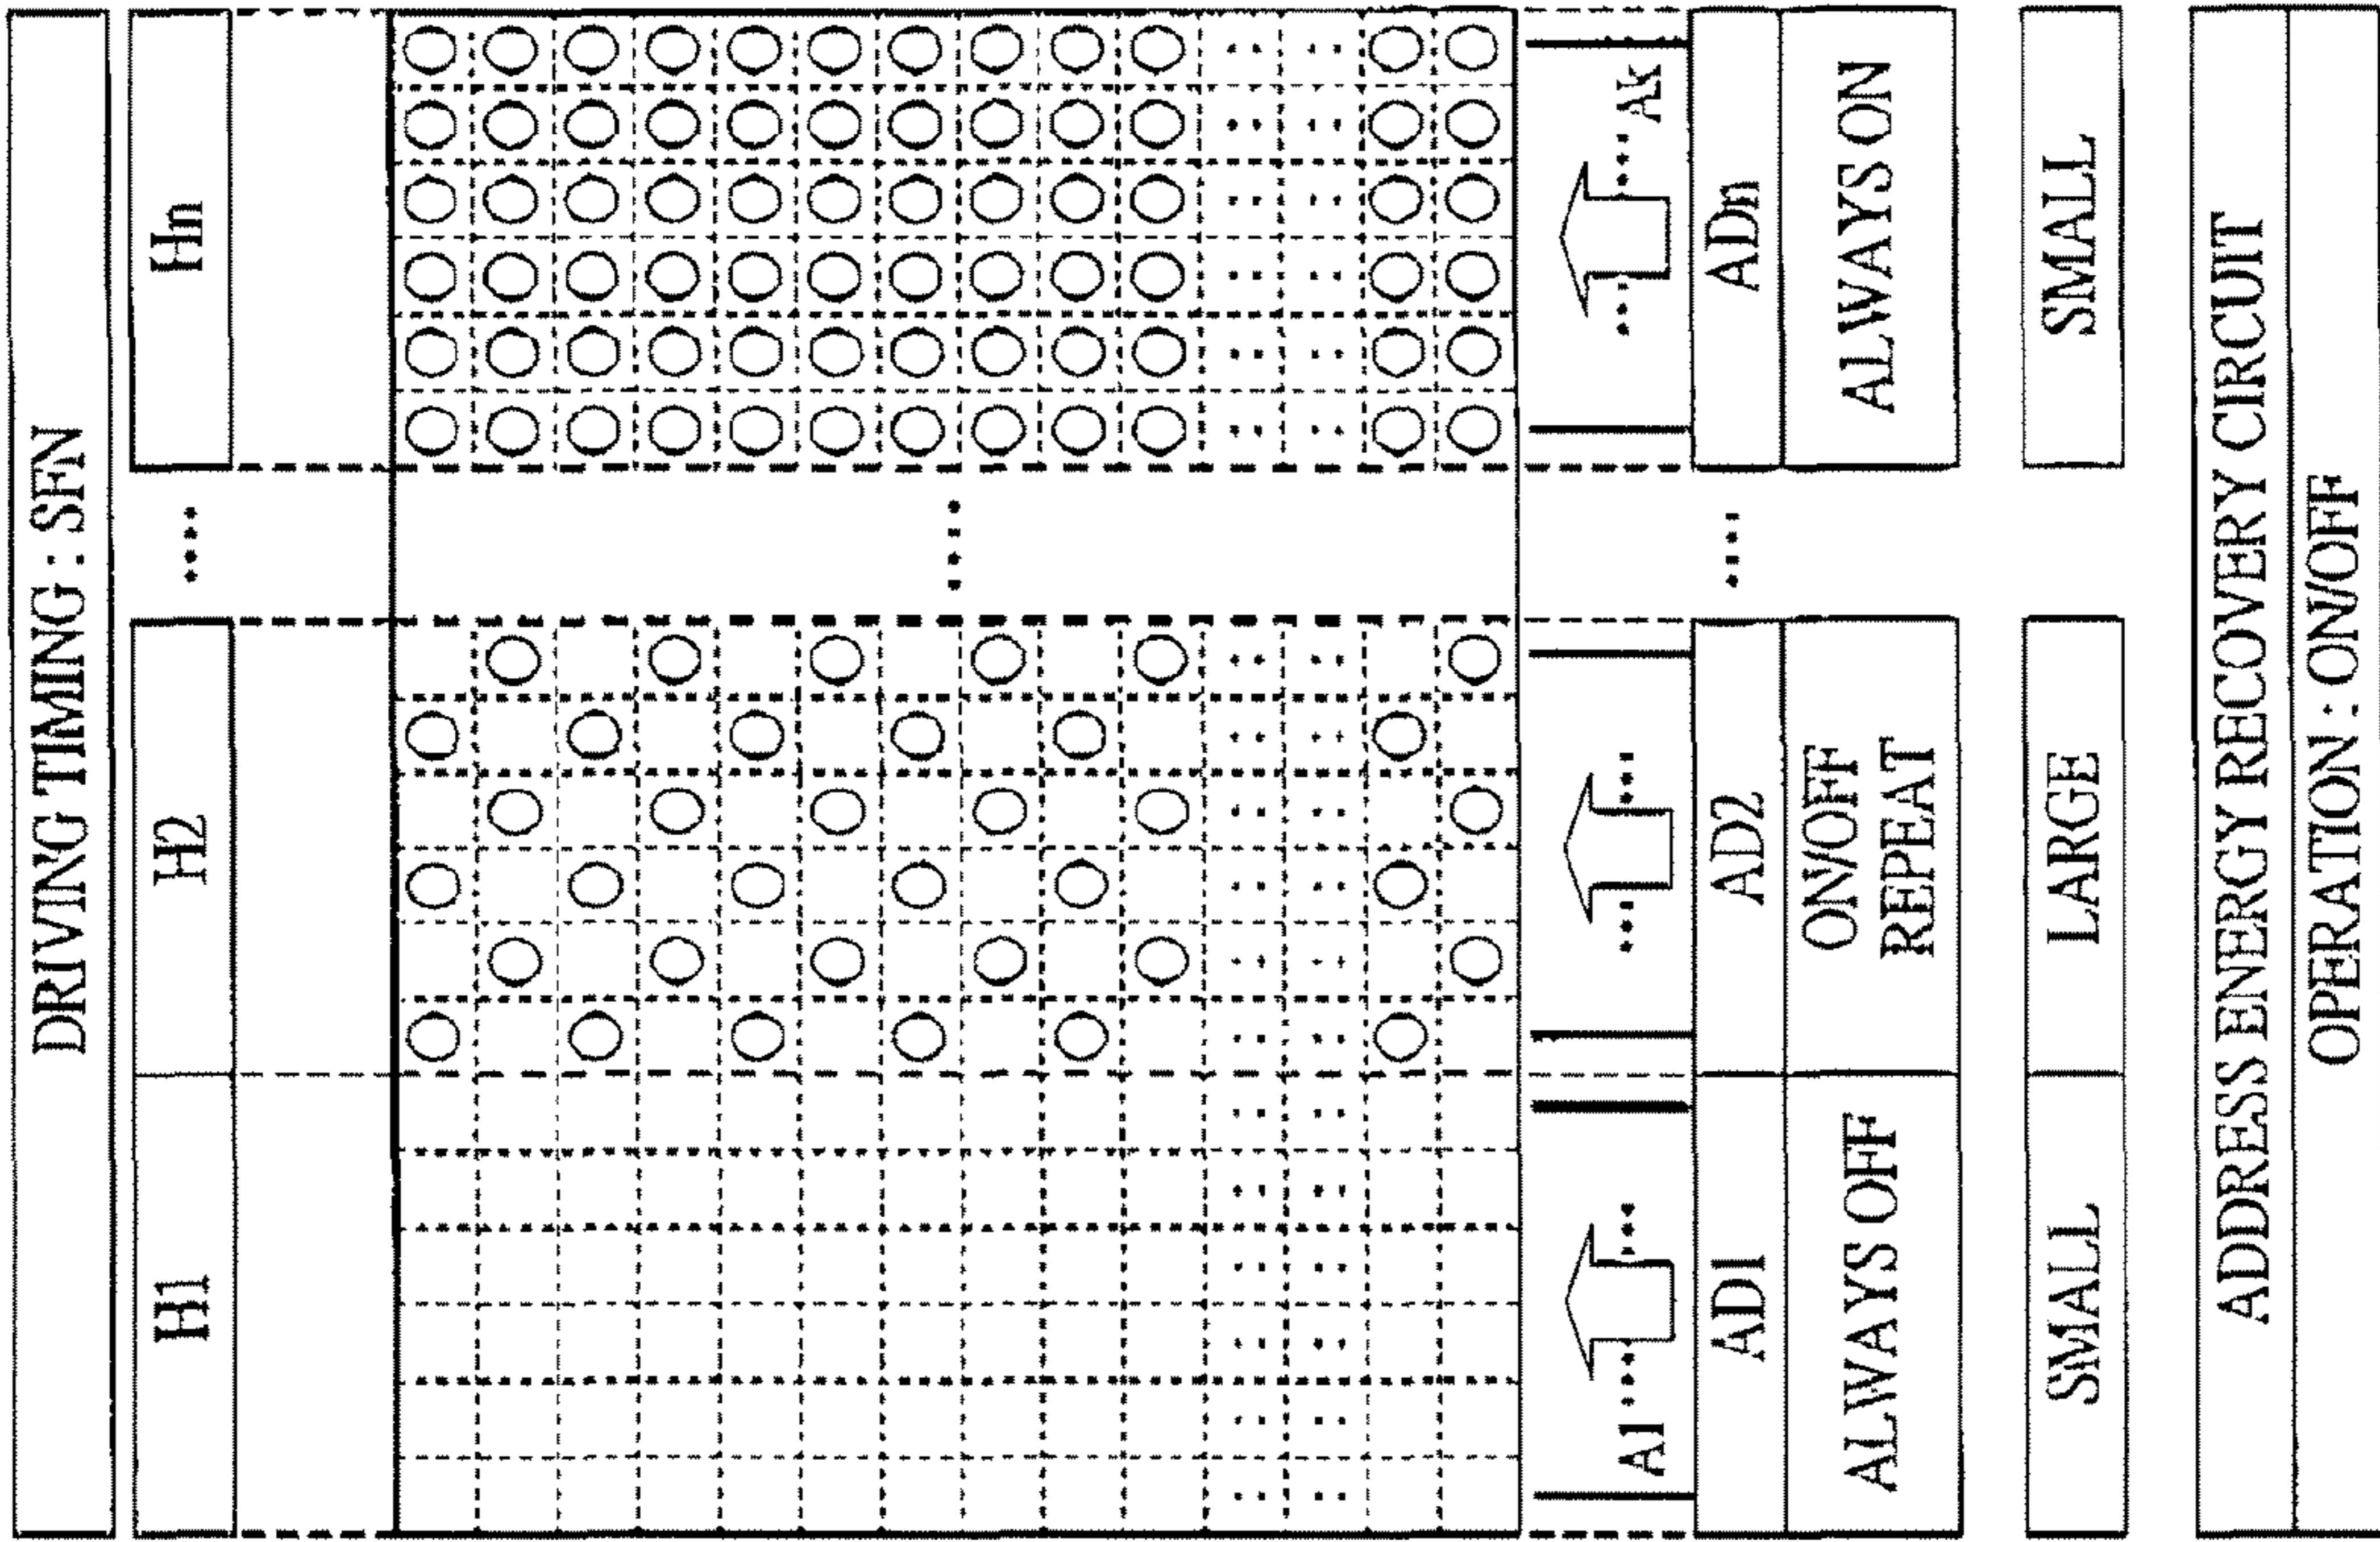 DRIVING TIMING : SFN
H1 H2 .... Hn
....
A1 .... .... .... .... .... .... Ak
AD1 AD2 .... ADn
ALWAYS OFF ON/OFF REPEAT ALWAYS ON
SMALL LARGE SMALL
ADDRESS ENERGY RECOVERY CIRCUIT
OPERATION : ON/OFF